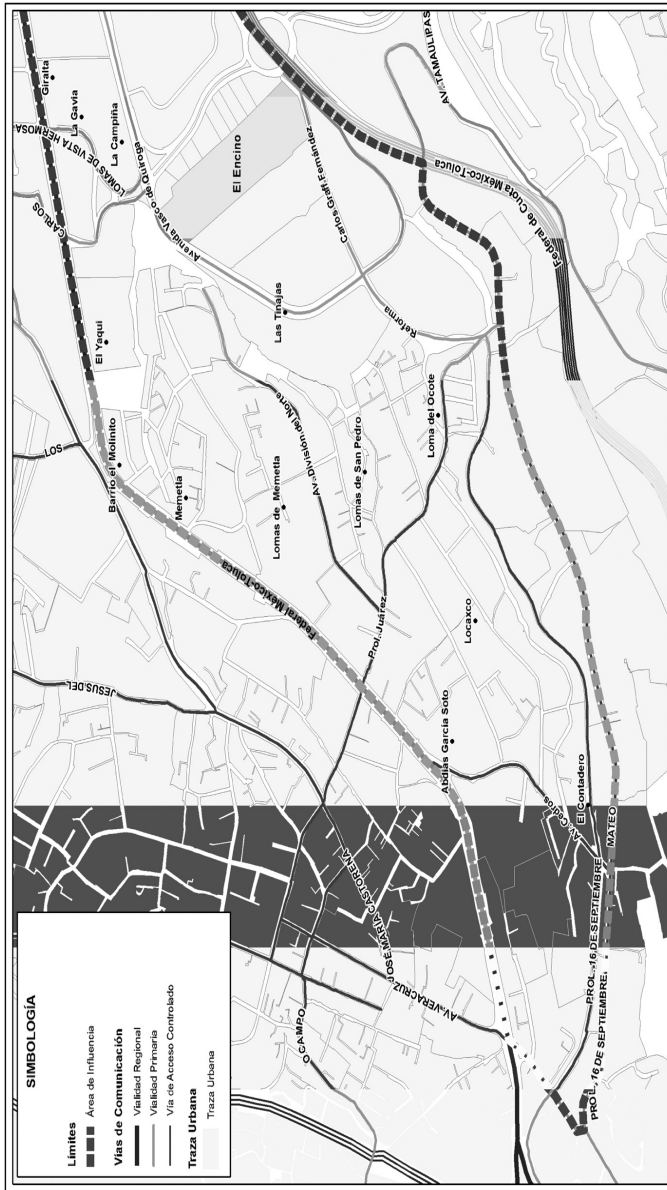 SIMBOLOGÍA
Límites
Área de Influencia
Vías de Comunicación
Vialidad Regional
Vialidad Primaria
Vía de Acceso Controlado
Traza Urbana
Traza Urbana
Giralta
La Gavia
La Campiña
LOMAS DE VISTA HERMOSA
CARLOS
Avenida Vasco de Quiroga
El Encino
Carlos Graff Fernández
AV. TAMAULIPAS
Federal de Cuota México-Toluca
El Yaqui
Las Tinajas
Reforma
SOL
Barrio el Molinito
Memetla
Lomas de Memetla
Av. División del Norte
Lomas de San Pedro
Loma del Ocote
Federal México-Toluca
Prol. Juárez
Locaxco
JESUS DEL
Abdias García Soto
El Contadero
Av. Cedros
MATEO
JOSÉ MARÍA CASTORENA
AV. VERACRUZ
OCAMPO
PROL. 16 DE SEPTIEMBRE
PROL. 16 DE SEPTIEMBRE